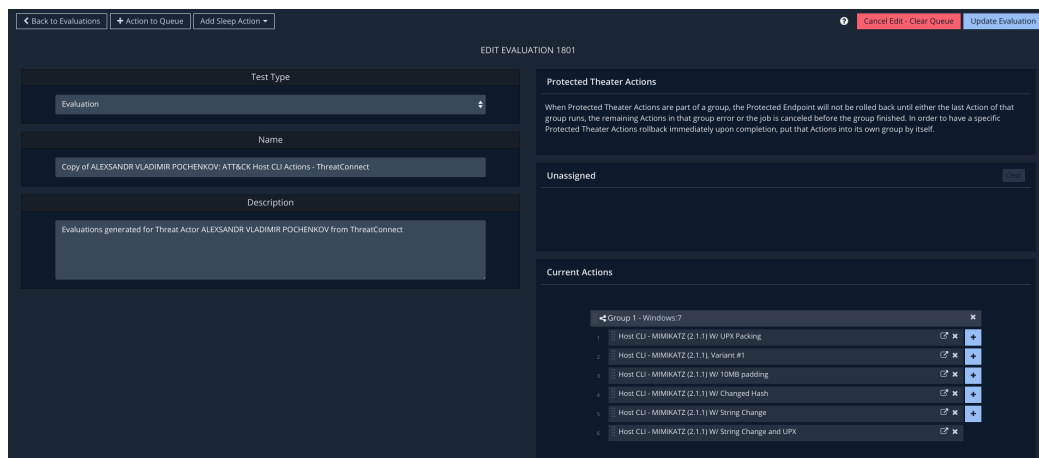 Back to Evaluations
Action to Queue
Add Sleep Action
Cancel Edit - Clear Queue
Update Evaluation
EDIT EVALUATION 1801
Test Type
Evaluation
Name
Copy of ALEXSANDR VLADIMIR POCHENKOV: ATT&CK Host CLI Actions - ThreatConnect
Description
Evaluations generated for Threat Actor ALEXSANDR VLADIMIR POCHENKOV from ThreatConnect
Protected Theater Actions
When Protected Theater Actions are part of a group, the Protected Endpoint will not be rolled back until either the last Action of that
group runs, the remaining Actions in that group error or the job is canceled before the group finished. In order to have a specific
Protected Theater Actions rollback immediately upon completion, put that Actions into its own group by itself.
Unassigned
Clear
Current Actions
Group 1 - Windows:7
1 Host CLI - MIMIKATZ (2.1.1) W/ UPX Packing
2 Host CLI - MIMIKATZ (2.1.1), Variant #1
3 Host CLI - MIMIKATZ (2.1.1) W/ 10MB padding
4 Host CLI - MIMIKATZ (2.1.1) W/ Changed Hash
5 Host CLI - MIMIKATZ (2.1.1) W/ String Change
6 Host CLI - MIMIKATZ (2.1.1) W/ String Change and UPX